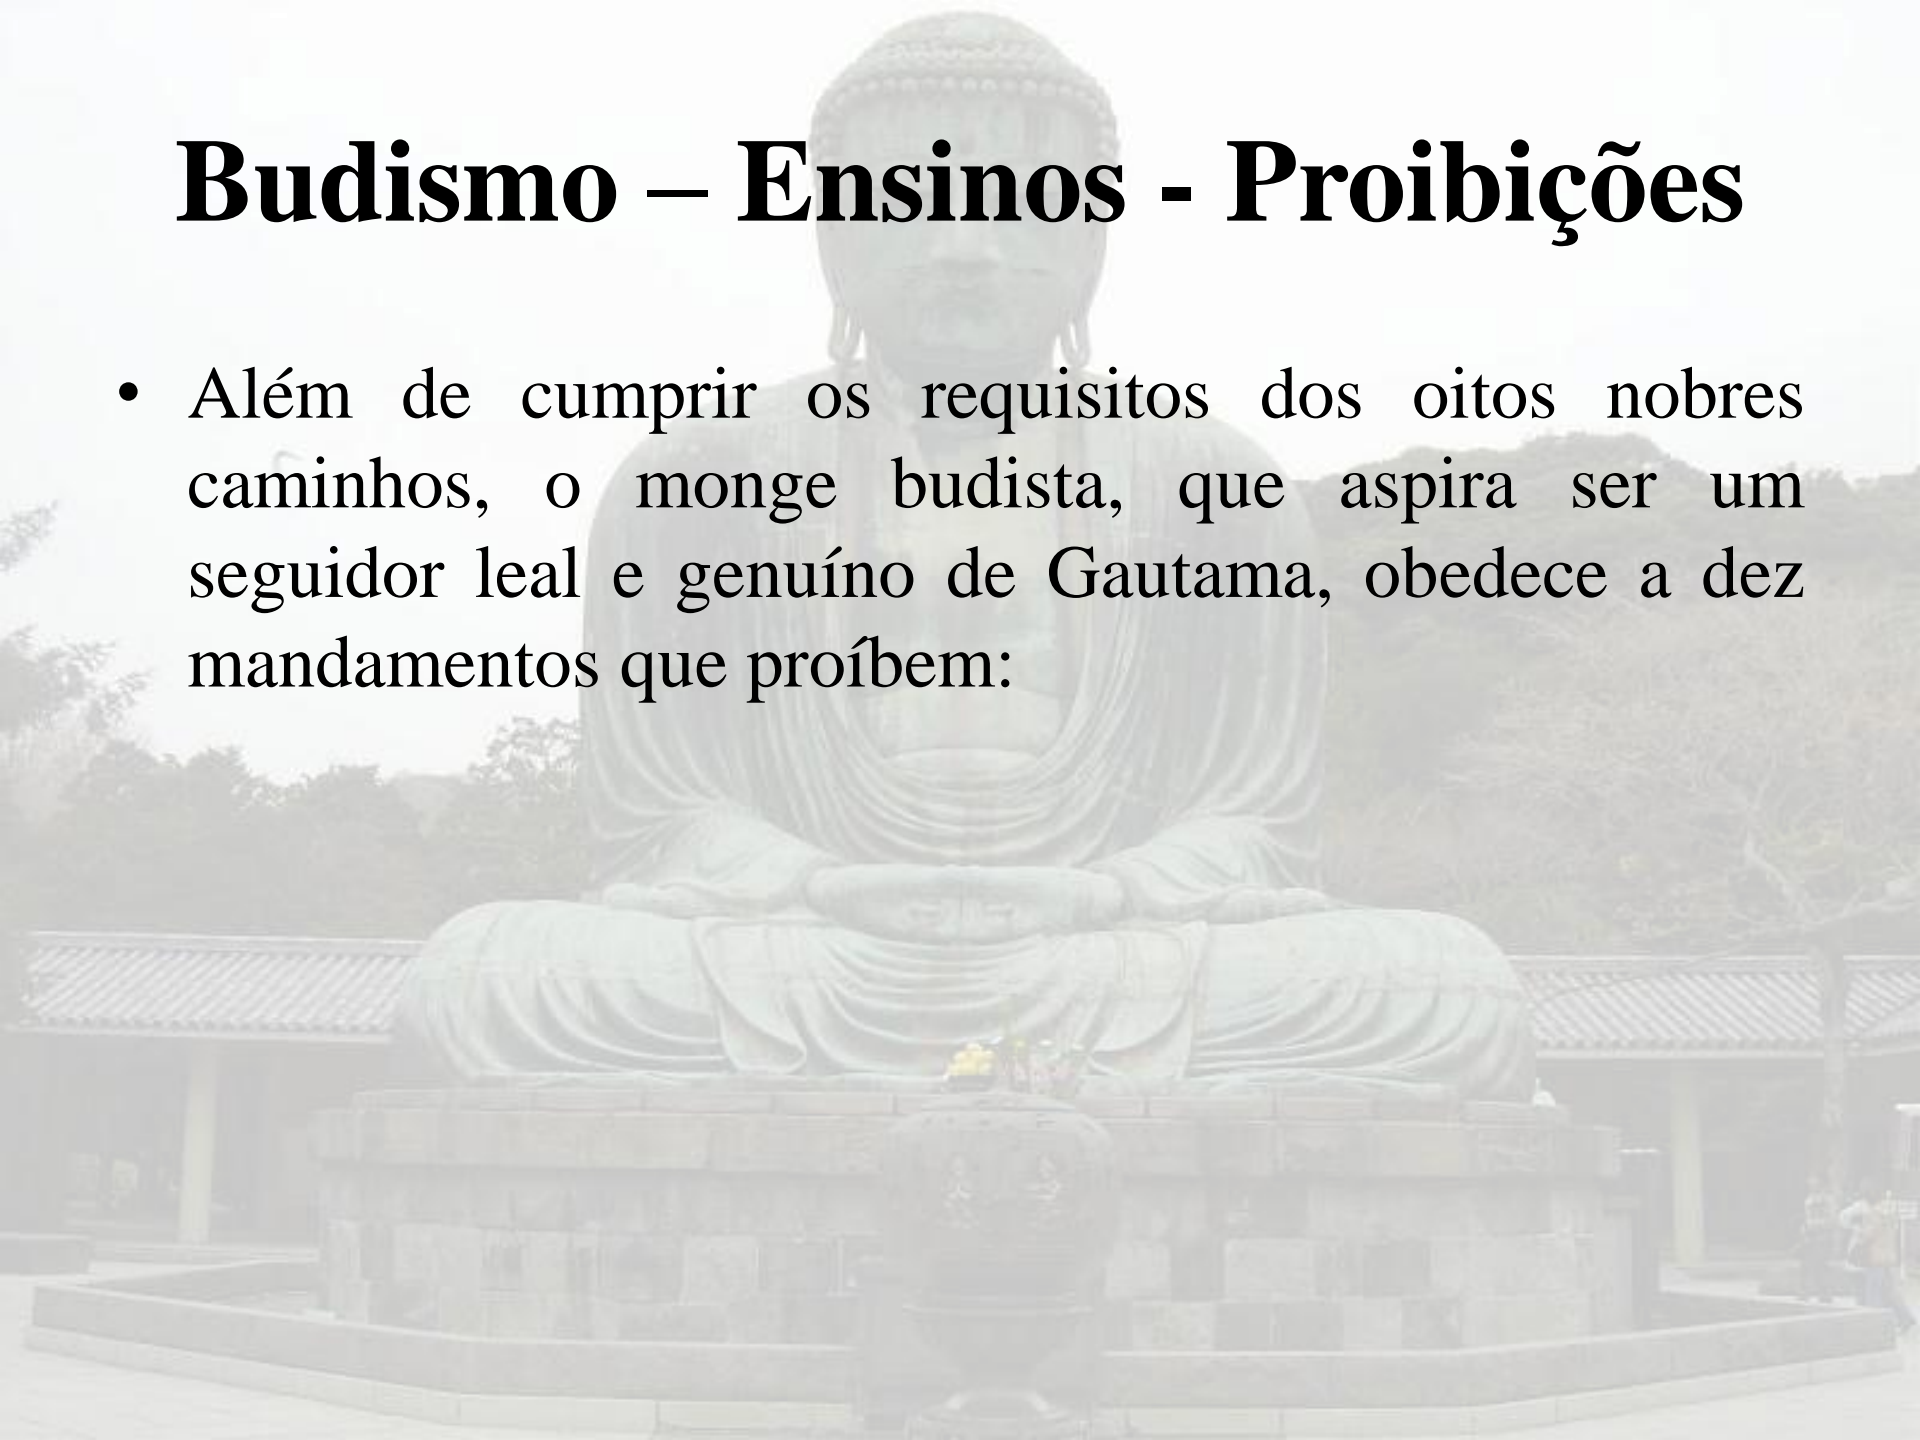 Budismo – Ensinos - Proibições
• Além de cumprir os requisitos dos oitos nobres
caminhos, o monge budista, que aspira ser um
seguidor leal e genuíno de Gautama, obedece a dez
mandamentos que proíbem: